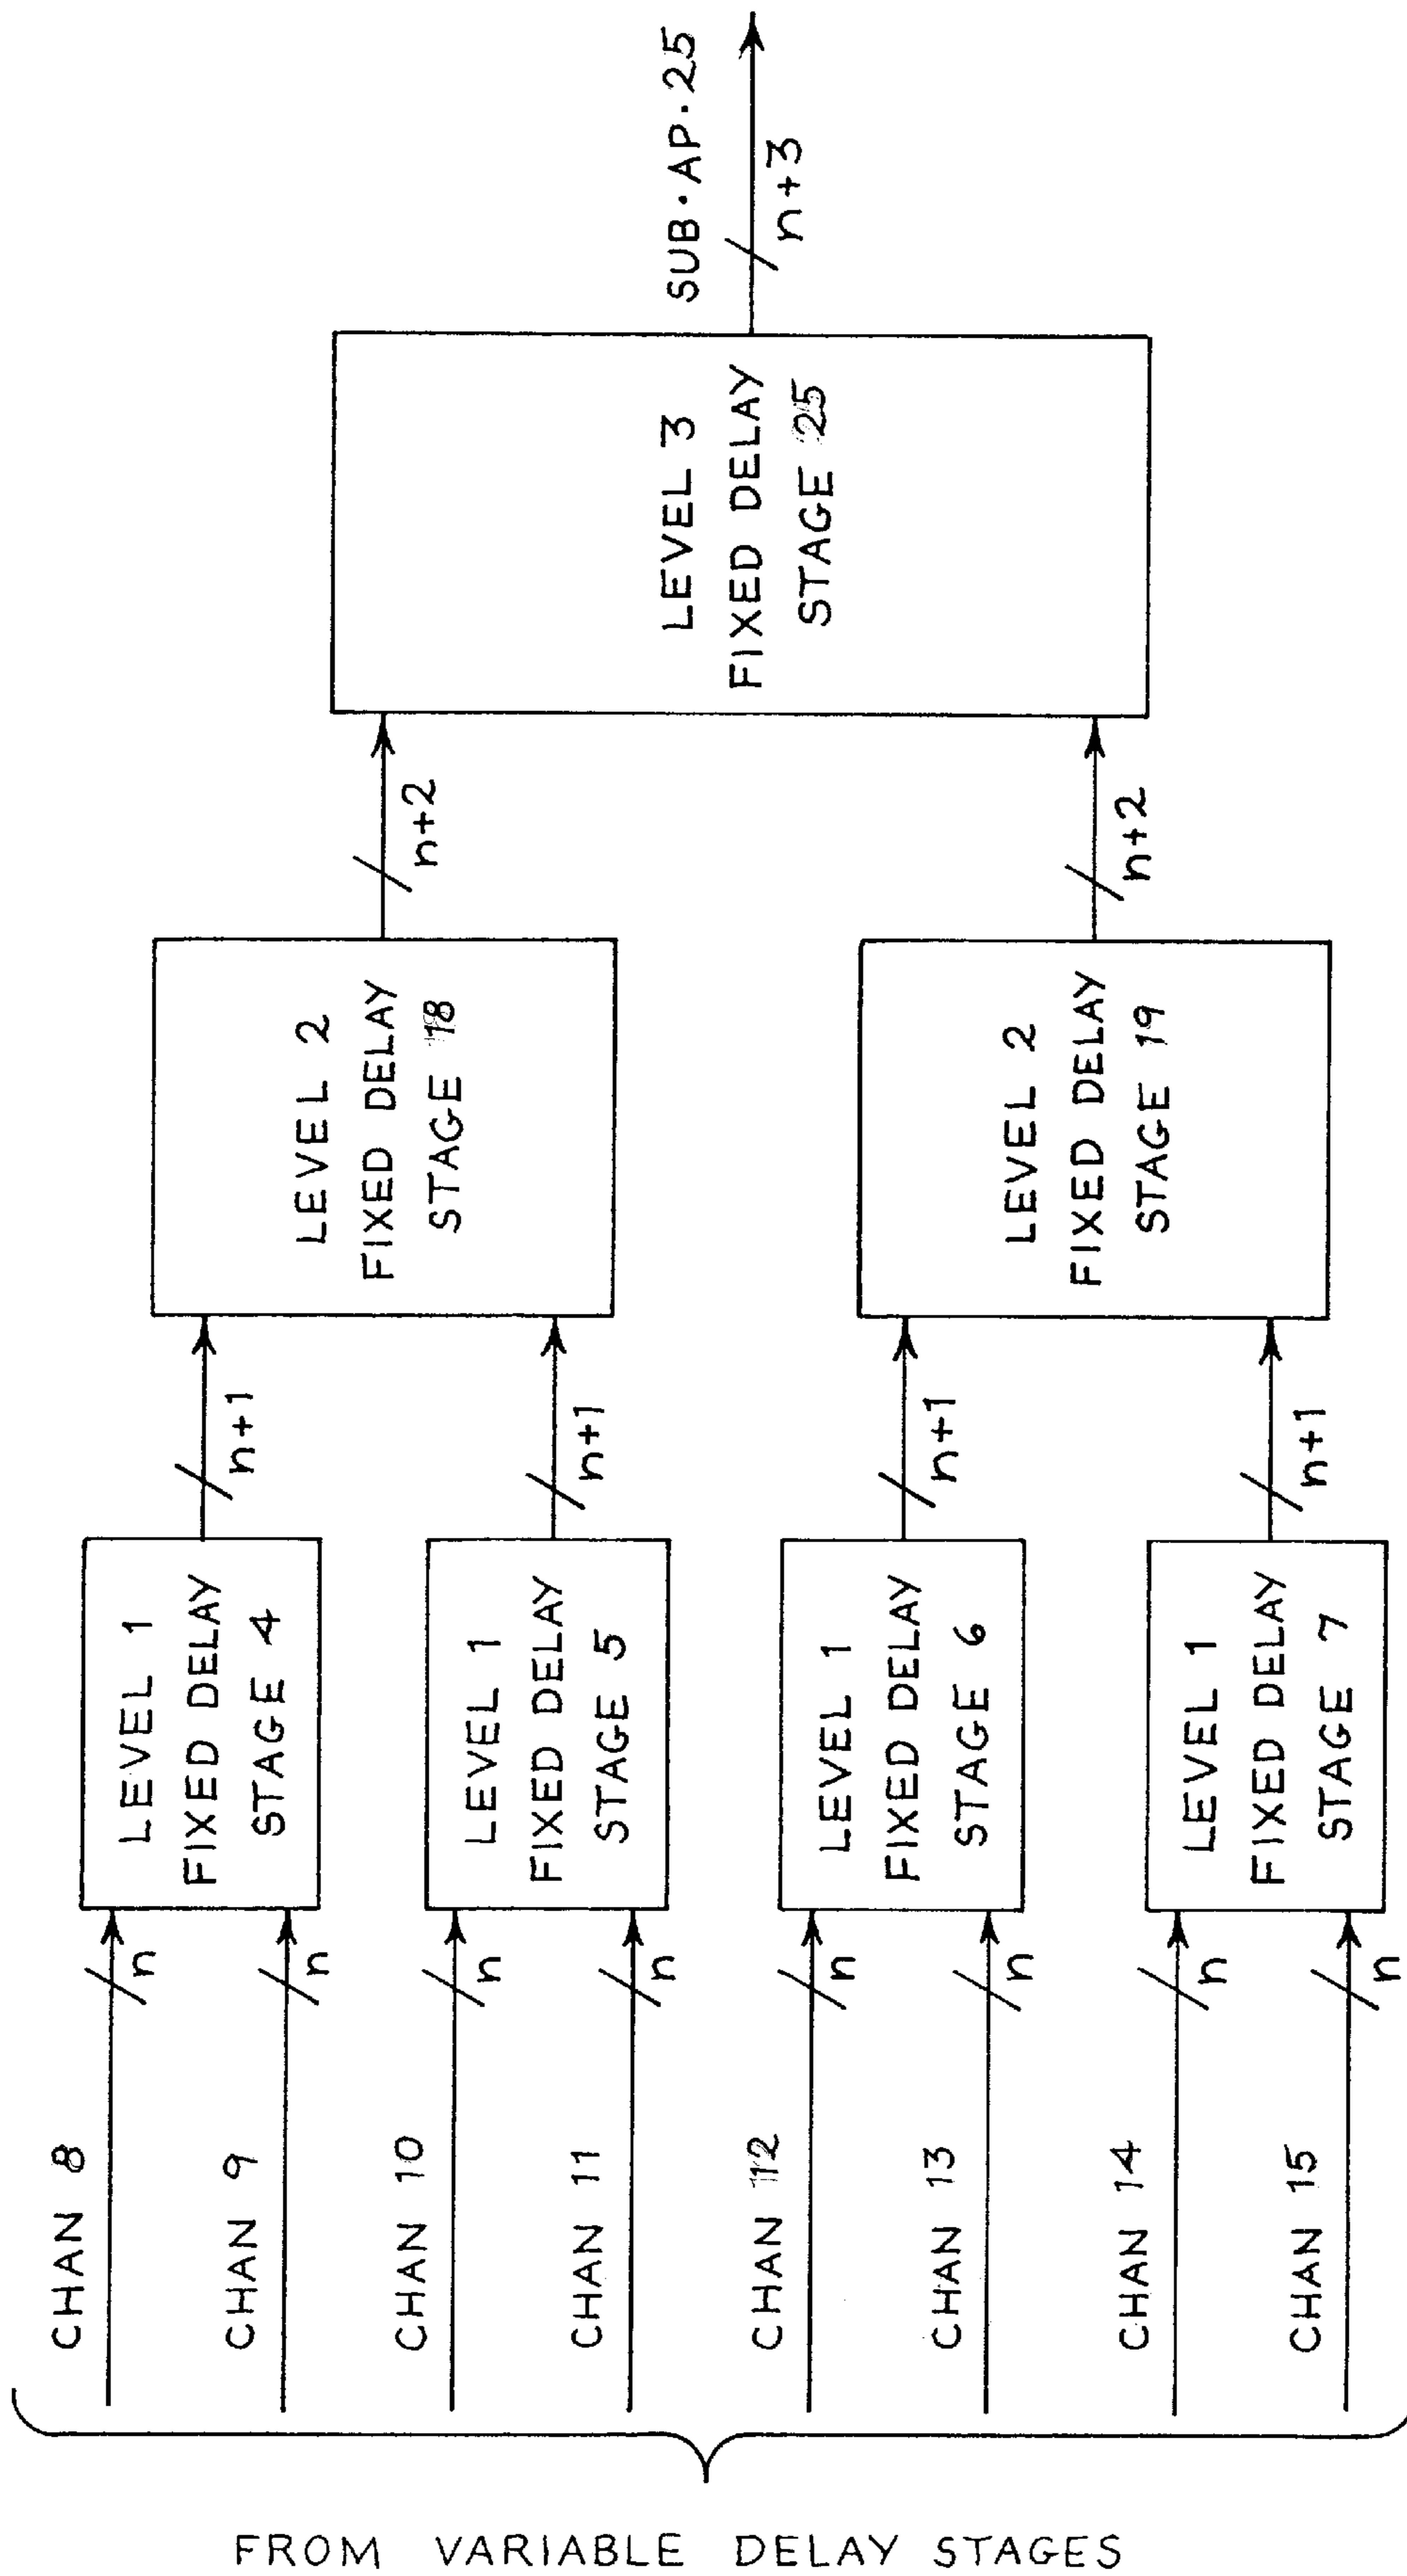 FROM VARIABLE DELAY STAGES
CHAN 8
n
CHAN 9
n
CHAN 10
n
CHAN 11
n
CHAN 12
n
CHAN 13
n
CHAN 14
n
CHAN 15
n
LEVEL 1
FIXED DELAY
STAGE 4
n+1
LEVEL 1
FIXED DELAY
STAGE 5
n+1
LEVEL 1
FIXED DELAY
STAGE 6
n+1
LEVEL 1
FIXED DELAY
STAGE 7
n+1
LEVEL 2
FIXED DELAY
STAGE 18
n+2
LEVEL 2
FIXED DELAY
STAGE 19
n+2
LEVEL 3
FIXED DELAY
STAGE 25
SUB·AP·25
n+3